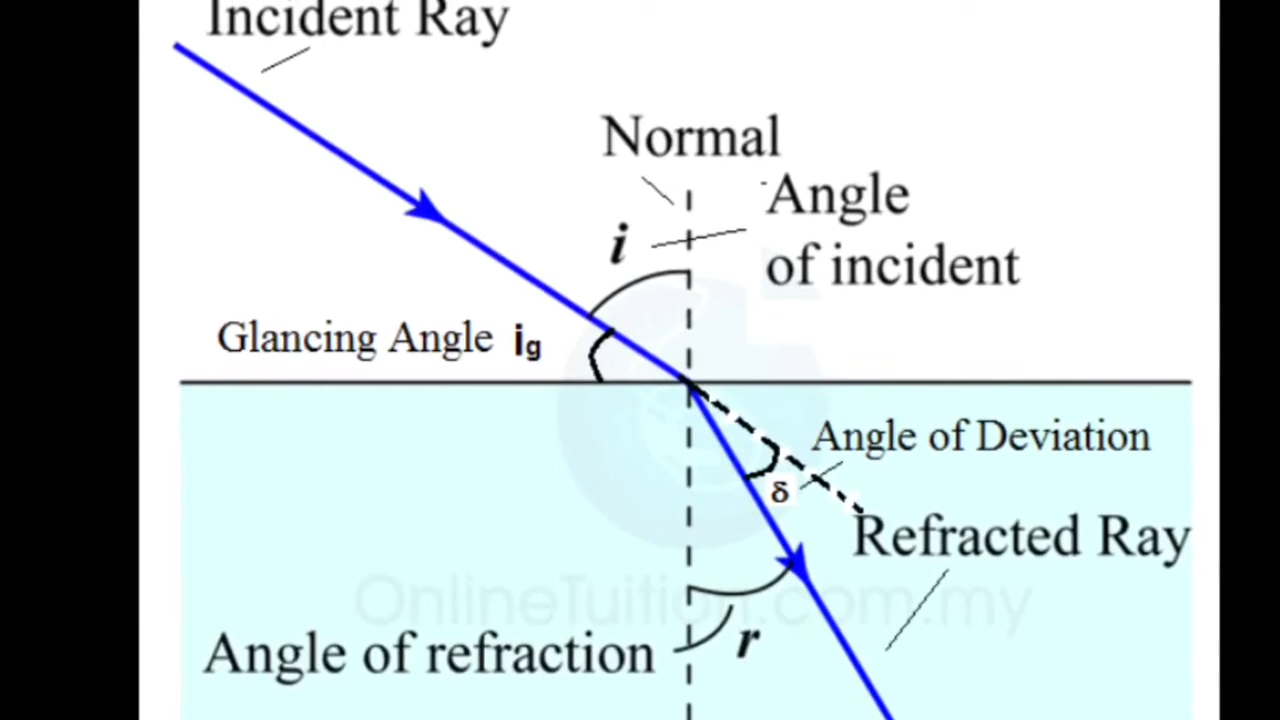 Incident Ray
Normal
Angle
of incident
i
Glancing Angle ig
Angle of Deviation
δ
Refracted Ray
OnlineTuition.com.my
Angle of refraction
r